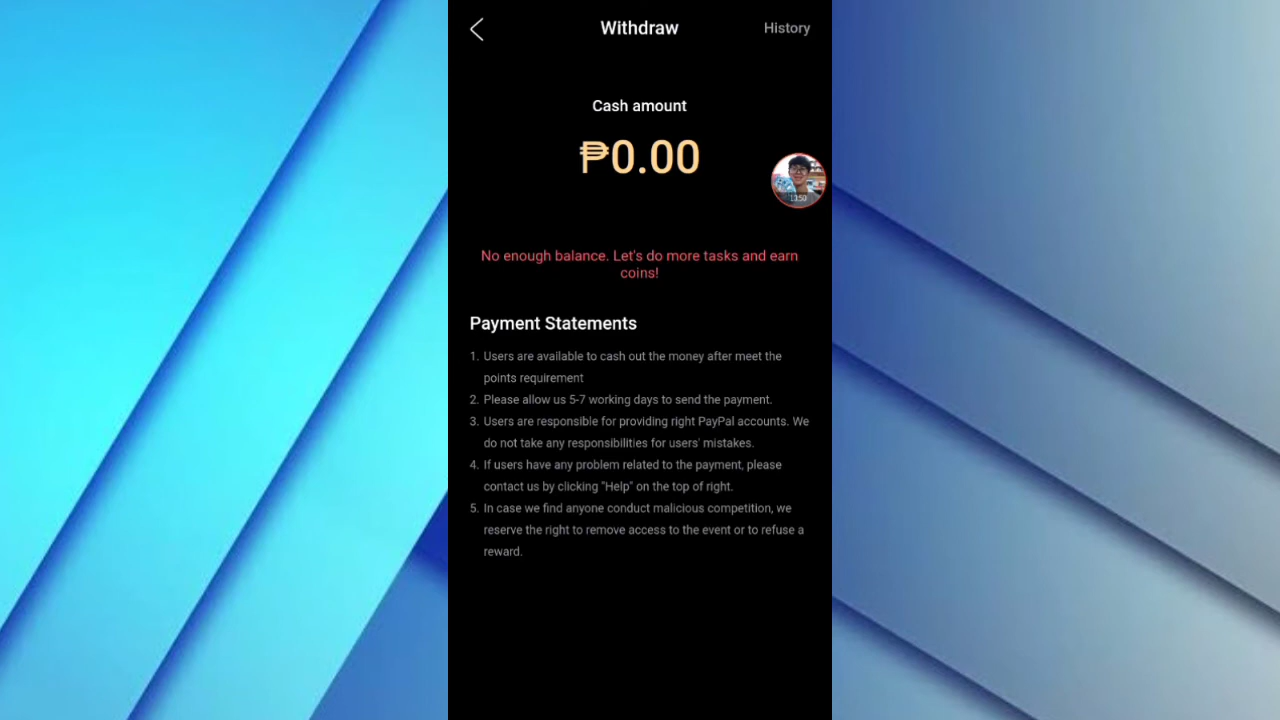 Withdraw
History
Cash amount
₱0.00
13:50
No enough balance. Let's do more tasks and earn
coins!
Payment Statements
1. Users are available to cash out the money after meet the
points requirement
2. Please allow us 5-7 working days to send the payment.
3. Users are responsible for providing right PayPal accounts. We
do not take any responsibilities for users' mistakes.
4. If users have any problem related to the payment, please
contact us by clicking "Help" on the top of right.
5. In case we find anyone conduct malicious competition, we
reserve the right to remove access to the event or to refuse a
reward.